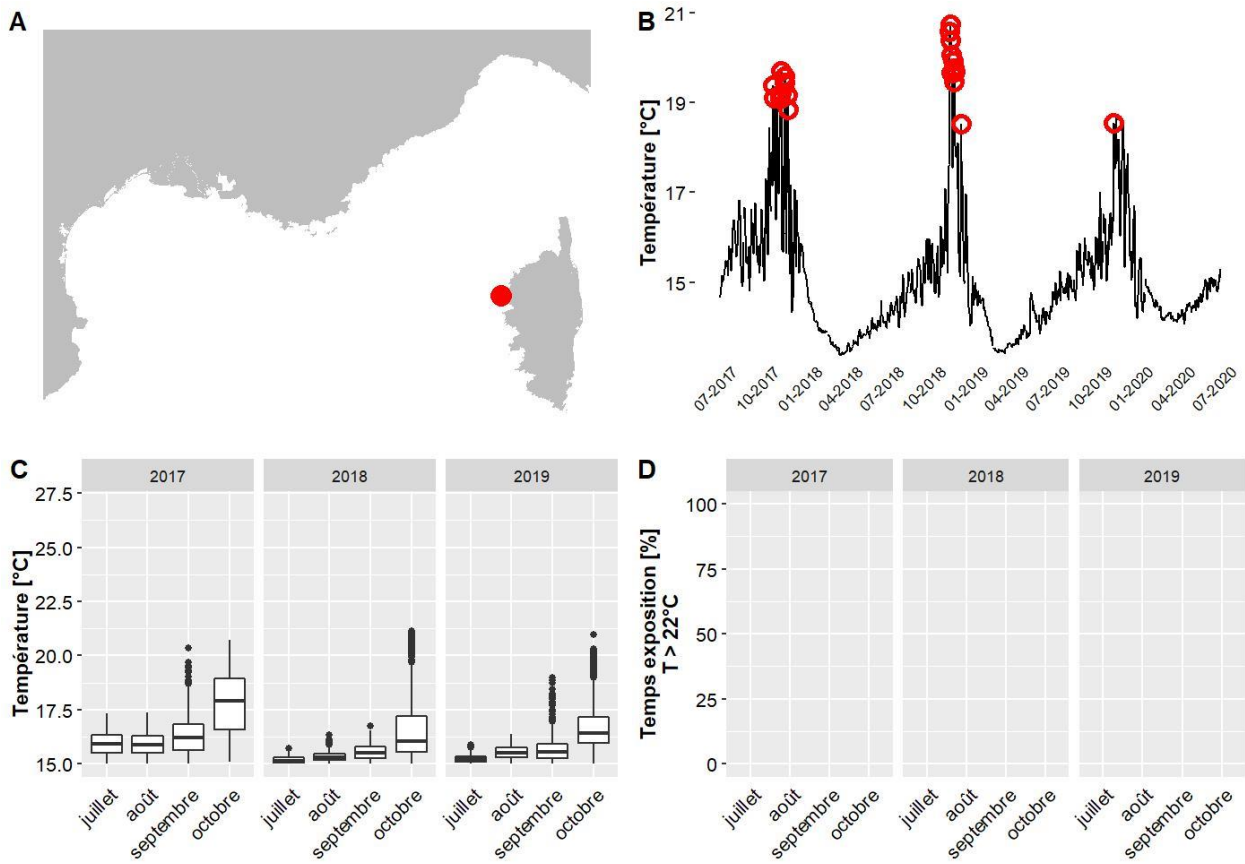 A
B
Température [°C]
21
19
17
15
07-2017
10-2017
01-2018
04-2018
07-2018
10-2018
01-2019
04-2019
07-2019
10-2019
01-2020
04-2020
07-2020
C
2017
2018
2019
Température [°C]
27.5
25.0
22.5
20.0
17.5
15.0
juillet
août
septembre
octobre
juillet
août
septembre
octobre
juillet
août
septembre
octobre
D
2017
2018
2019
Temps exposition [%]
T > 22°C
100
75
50
25
0
juillet
août
septembre
octobre
juillet
août
septembre
octobre
juillet
août
septembre
octobre